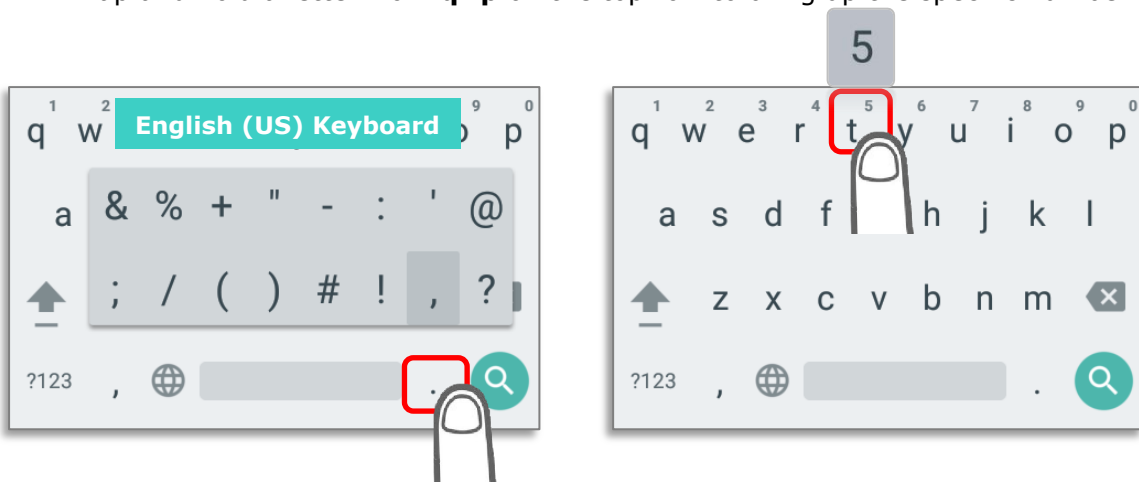 5
1 2 9 0
q w English (US) Keyboard p
a & % + " - : ' @
; / ( ) # ! , ?
?123 , .
1 2 3 4 5 6 7 8 9 0
q w e r t y u i o p
a s d f h j k l
z x c v b n m
?123 , .